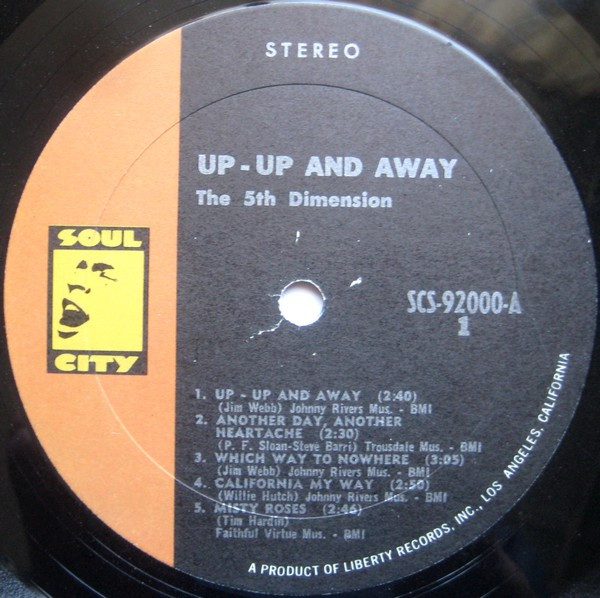 STEREO
UP - UP AND AWAY
The 5th Dimension
SOUL
CITY
SCS-92000-A
1
1. UP - UP AND AWAY (2:40)
(Jim Webb) Johnny Rivers Mus. - BMI
2. ANOTHER DAY, ANOTHER
HEARTACHE (2:30)
(P. F. Sloan-Steve Barri) Trousdale Mus. - BMI
3. WHICH WAY TO NOWHERE (3:05)
(Jim Webb) Johnny Rivers Mus. - BMI
4. CALIFORNIA MY WAY (2:50)
(Willie Hutch) Johnny Rivers Mus. - BMI
5. MISTY ROSES (2:46)
(Tim Hardin)
Faithful Virtue Mus. - BMI
A PRODUCT OF LIBERTY RECORDS, INC., LOS ANGELES, CALIFORNIA